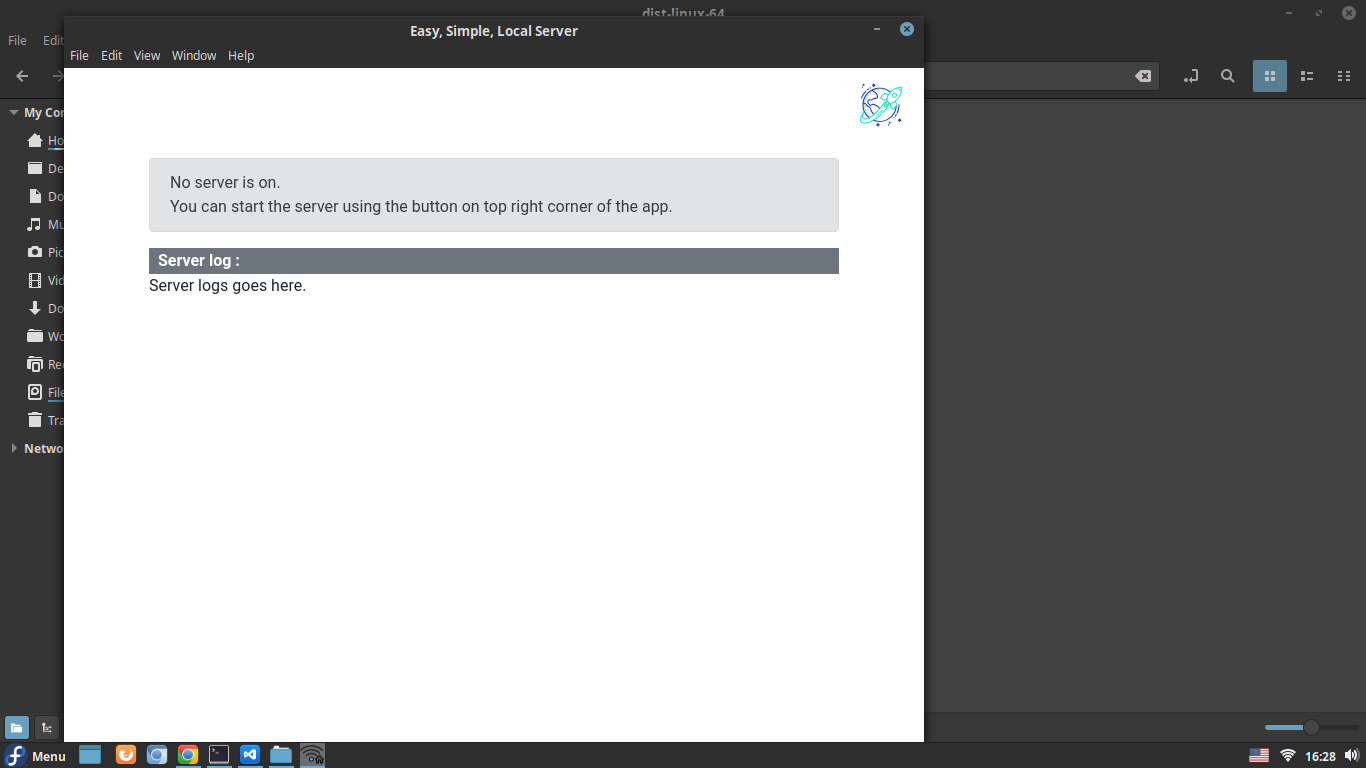 dist-linux-64
File Edit
Easy, Simple, Local Server
File Edit View Window Help
No server is on.
You can start the server using the button on top right corner of the app.
Server log :
Server logs goes here.
My Co
Ho
De
Do
Mu
Pic
Vid
Do
Wo
Rec
File
Tra
Netwo
Menu
16:28